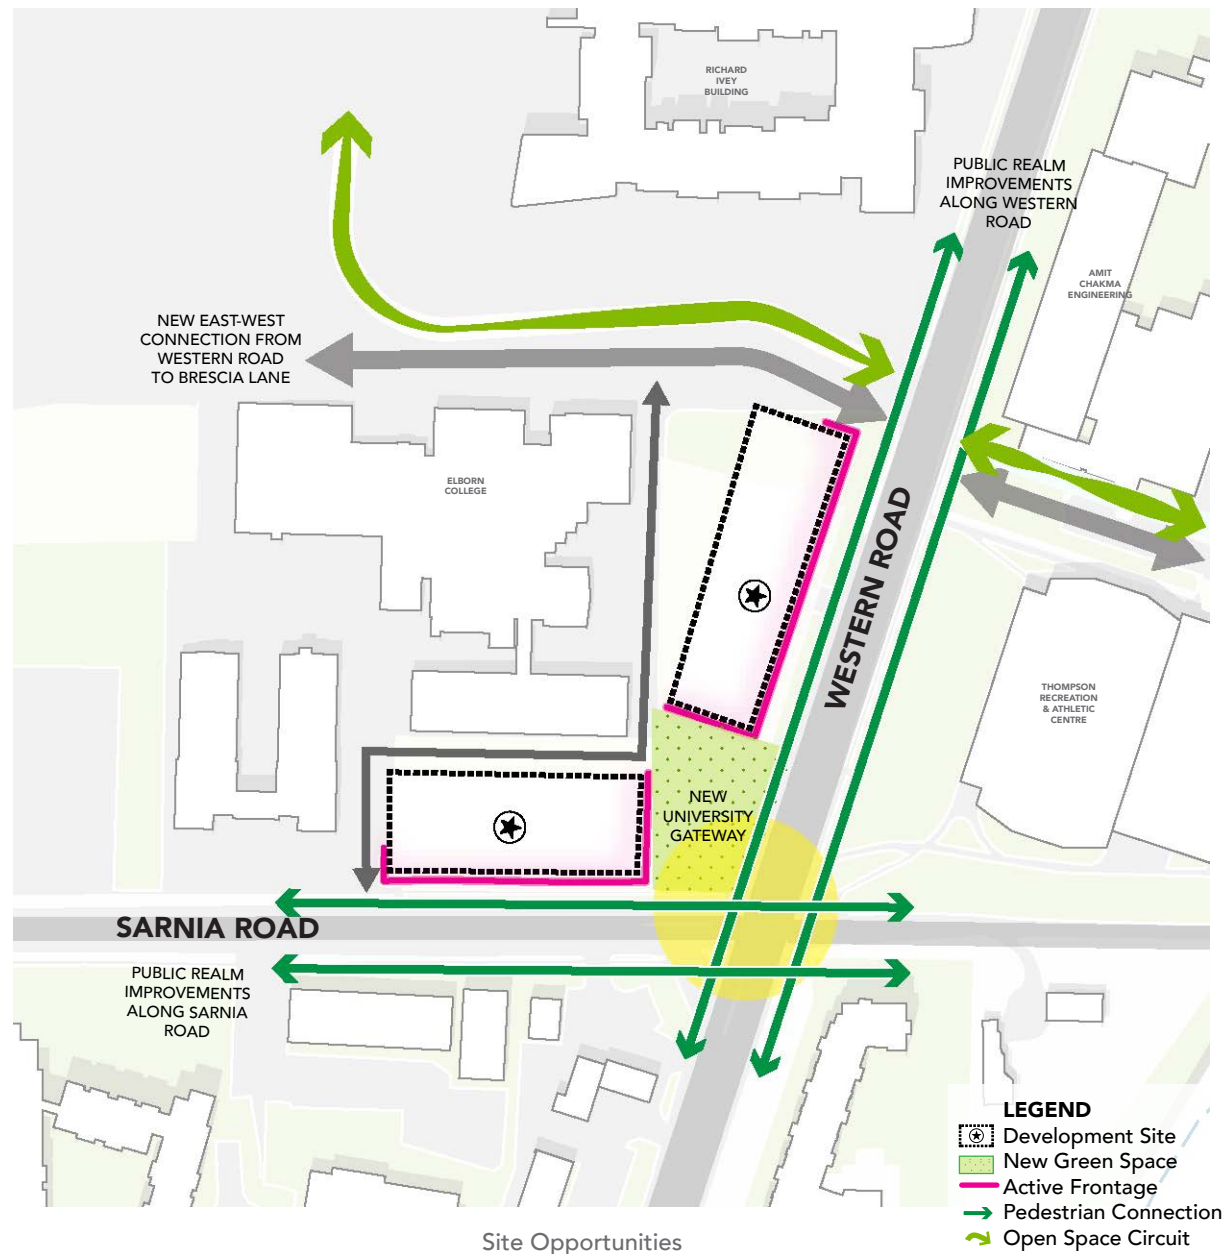 RICHARD
IVEY
BUILDING
PUBLIC REALM
IMPROVEMENTS
ALONG WESTERN
ROAD
AMIT
CHAKMA
ENGINEERING
NEW EAST-WEST
CONNECTION FROM
WESTERN ROAD
TO BRESCIA LANE
ELBORN
COLLEGE
WESTERN ROAD
THOMPSON
RECREATION
& ATHLETIC
CENTRE
NEW
UNIVERSITY
GATEWAY
SARNIA ROAD
PUBLIC REALM
IMPROVEMENTS
ALONG SARNIA
ROAD
LEGEND
Development Site
New Green Space
Active Frontage
Pedestrian Connection
Open Space Circuit
Site Opportunities